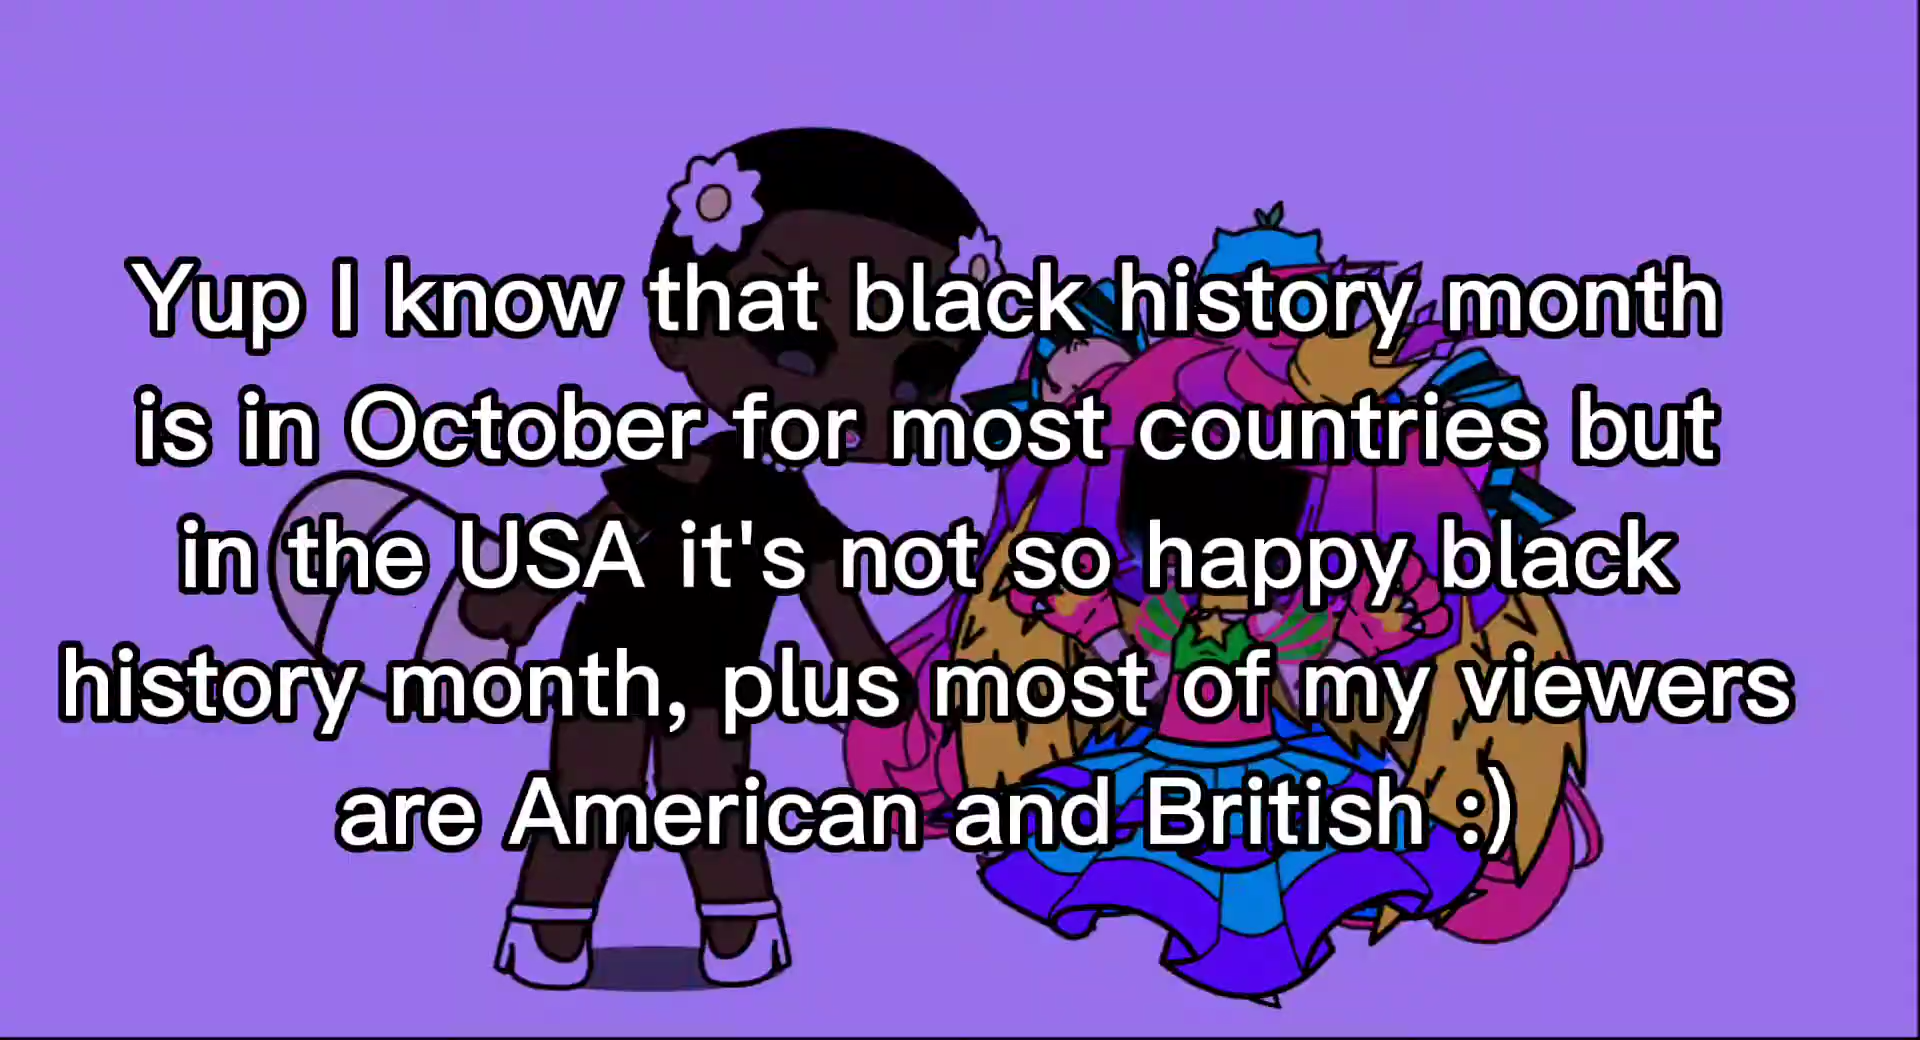 Yup I know that black history month
is in October for most countries but
in the USA it's not so happy black
history month, plus most of my viewers
are American and British :)